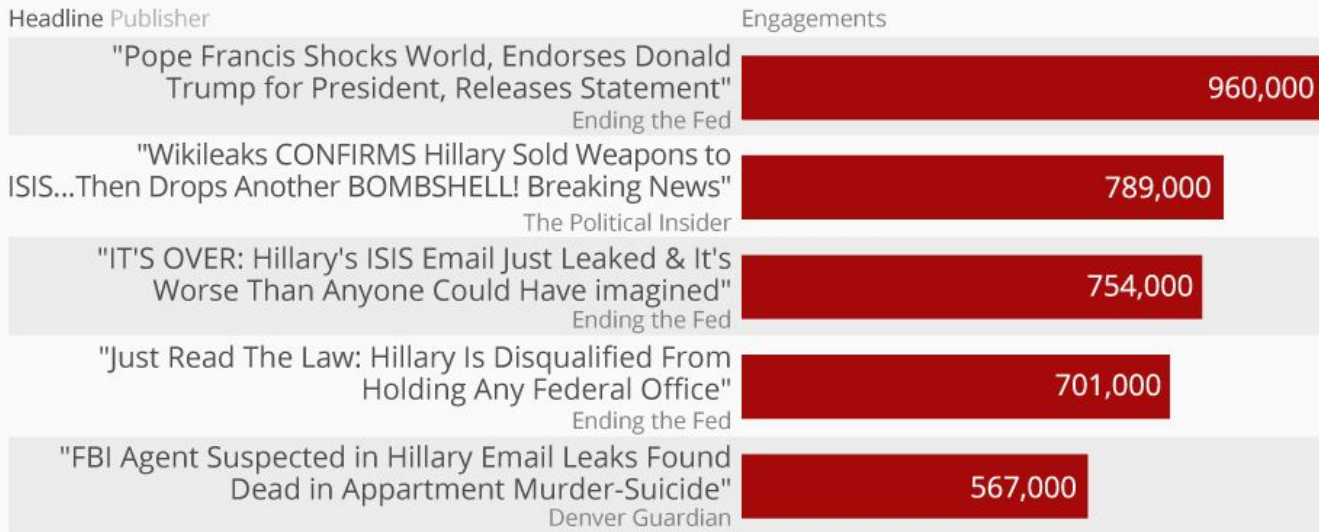 Headline Publisher Engagements
"Pope Francis Shocks World, Endorses Donald
Trump for President, Releases Statement"
Ending the Fed
960,000
"Wikileaks CONFIRMS Hillary Sold Weapons to
ISIS...Then Drops Another BOMBSHELL! Breaking News"
The Political Insider
789,000
"IT'S OVER: Hillary's ISIS Email Just Leaked & It's
Worse Than Anyone Could Have imagined"
Ending the Fed
754,000
"Just Read The Law: Hillary Is Disqualified From
Holding Any Federal Office"
Ending the Fed
701,000
"FBI Agent Suspected in Hillary Email Leaks Found
Dead in Appartment Murder-Suicide"
Denver Guardian
567,000